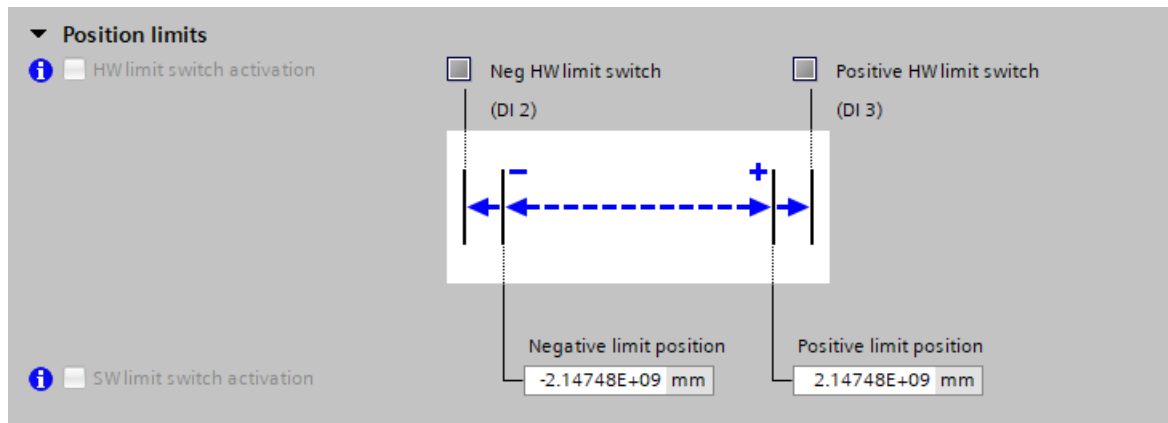 Position limits
HW limit switch activation
Neg HW limit switch
(DI 2)
Positive HW limit switch
(DI 3)
−
+
Negative limit position
Positive limit position
SW limit switch activation
-2.14748E+09 mm
2.14748E+09 mm